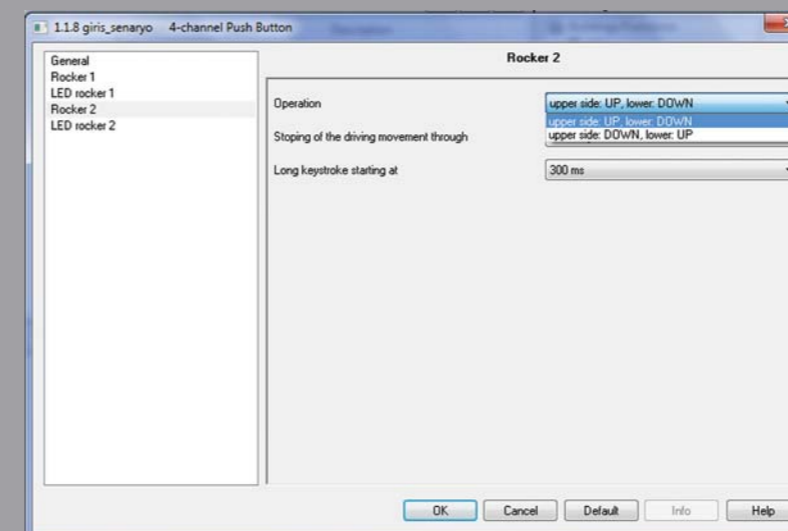 1.1.8 giris_senaryo 4-channel Push Button
General
Rocker 1
LED rocker 1
Rocker 2
LED rocker 2
Rocker 2
Operation
upper side: UP, lower: DOWN
upper side: UP, lower: DOWN
upper side: DOWN, lower: UP
Stoping of the driving movement through
Long keystroke starting at
300 ms
OK Cancel Default Info Help